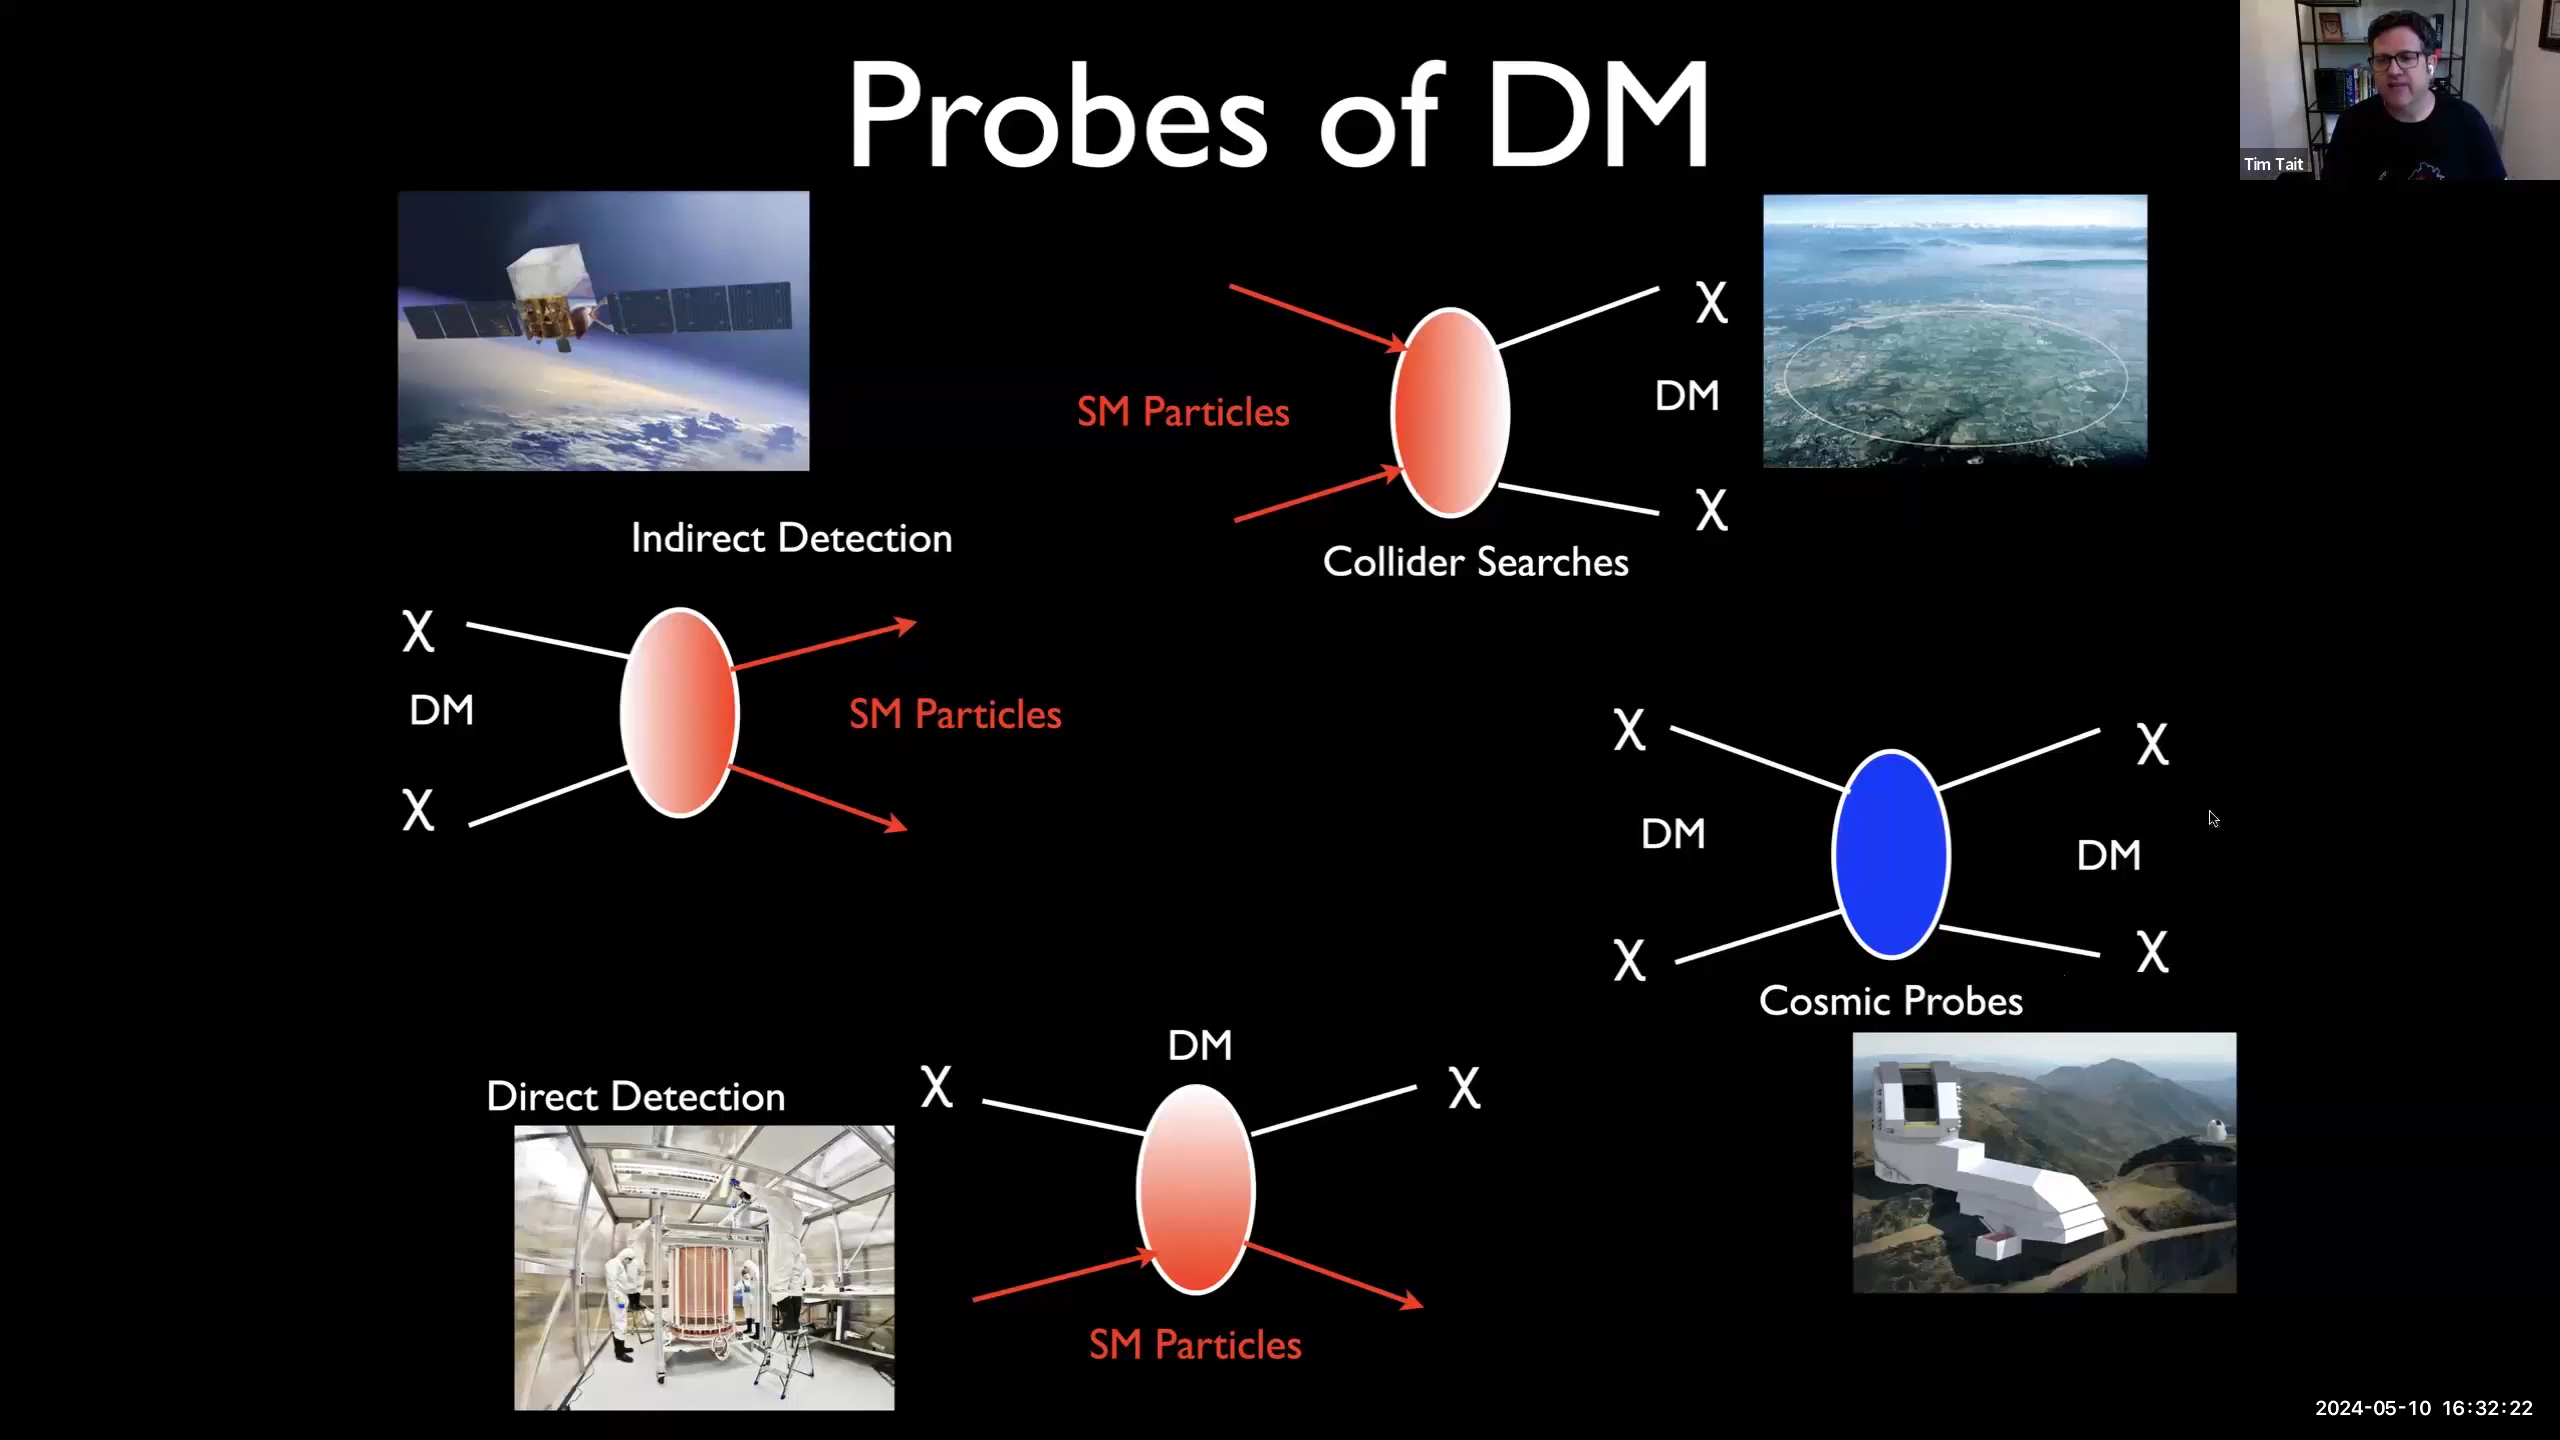 Probes of DM
Tim Tait
χ
SM Particles
DM
χ
Collider Searches
Indirect Detection
χ
DM
SM Particles
χ
χ
χ
DM
DM
χ
χ
Cosmic Probes
Direct Detection
DM
χ
χ
SM Particles
2024-05-10 16:32:22